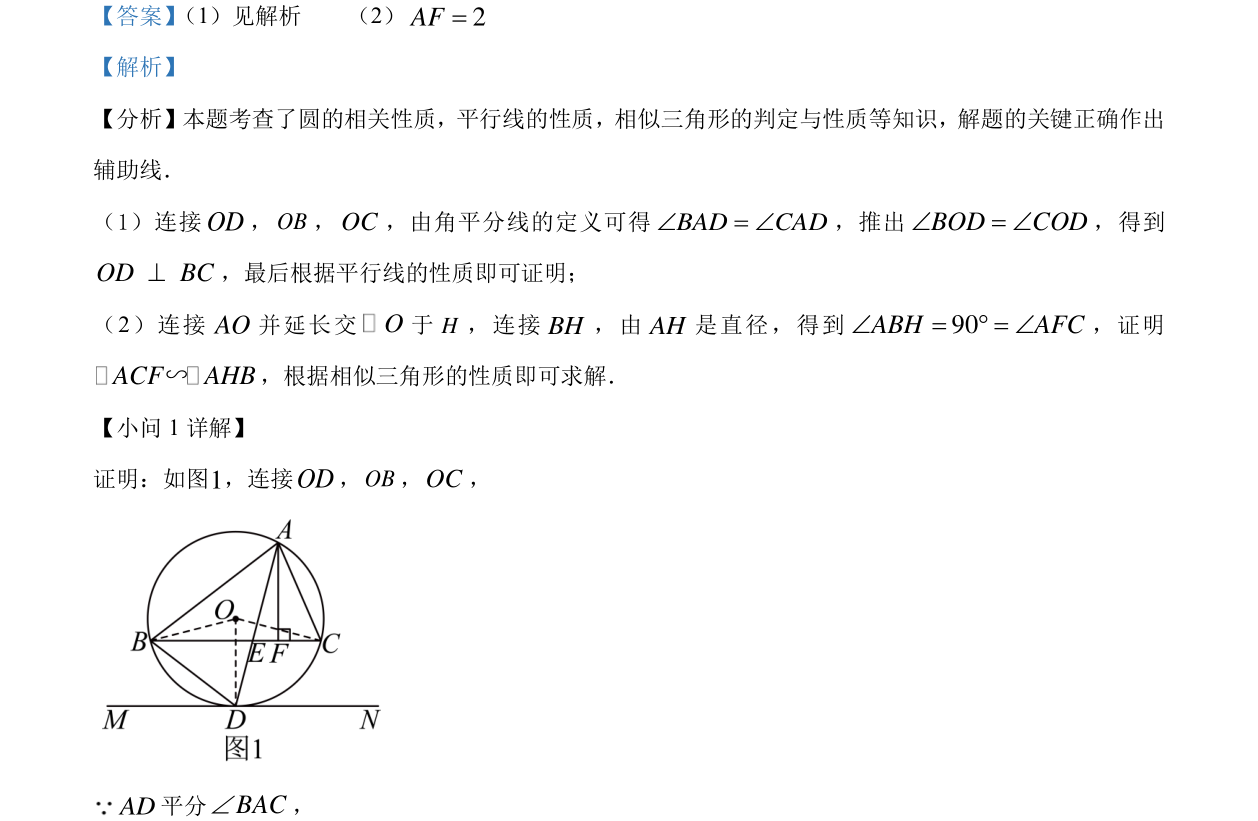 【答案】（1）见解析　　（2）AF = 2
【解析】
【分析】本题考查了圆的相关性质，平行线的性质，相似三角形的判定与性质等知识，解题的关键正确作出
辅助线．
（1）连接OD，OB，OC，由角平分线的定义可得∠BAD = ∠CAD，推出∠BOD = ∠COD，得到
OD ⊥ BC，最后根据平行线的性质即可证明；
（2）连接 AO 并延长交□ O 于 H ，连接 BH ，由 AH 是直径，得到∠ABH = 90° = ∠AFC，证明
□ACF∽□AHB，根据相似三角形的性质即可求解．
【小问 1 详解】
证明：如图1，连接OD，OB，OC，
A
O
B
E F
C
M
D
N
图1
∵ AD 平分∠BAC，